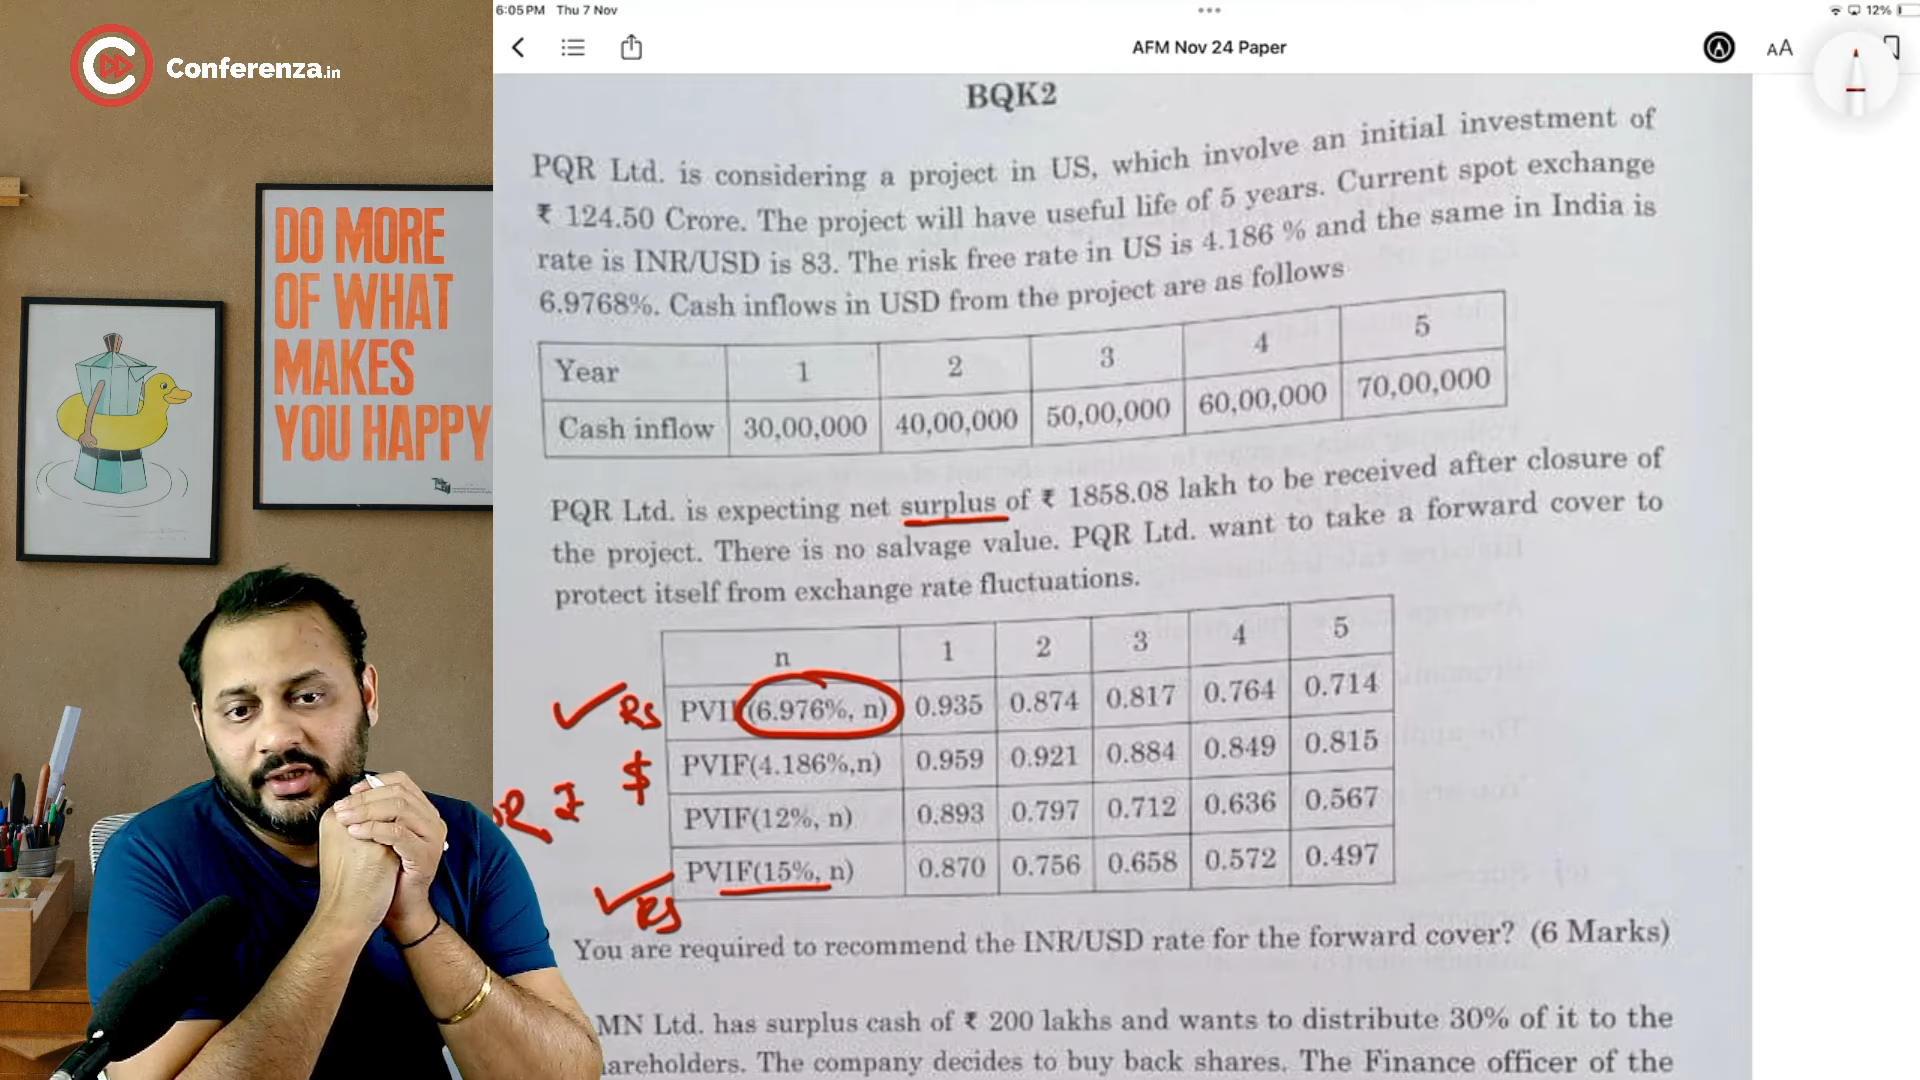 6:05 PM Thu 7 Nov
12%
Conferenza.in
AFM Nov 24 Paper
AA
DO MORE
OF WHAT
MAKES
YOU HAPPY
BQK2
PQR Ltd. is considering a project in US, which involve an initial investment of
₹ 124.50 Crore. The project will have useful life of 5 years. Current spot exchange
rate is INR/USD is 83. The risk free rate in US is 4.186 % and the same in India is
6.9768%. Cash inflows in USD from the project are as follows
Year 1 2 3 4 5
Cash inflow 30,00,000 40,00,000 50,00,000 60,00,000 70,00,000
PQR Ltd. is expecting net surplus of ₹ 1858.08 lakh to be received after closure of
the project. There is no salvage value. PQR Ltd. want to take a forward cover to
protect itself from exchange rate fluctuations.
n 1 2 3 4 5
Rs (6.976%, n) 0.935 0.874 0.817 0.764 0.714
$ PVIF(4.186%,n) 0.959 0.921 0.884 0.849 0.815
PVIF(12%, n) 0.893 0.797 0.712 0.636 0.567
PVIF(15%, n) 0.870 0.756 0.658 0.572 0.497
Rs
You are required to recommend the INR/USD rate for the forward cover? (6 Marks)
MN Ltd. has surplus cash of ₹ 200 lakhs and wants to distribute 30% of it to the
areholders. The company decides to buy back shares. The Finance officer of the